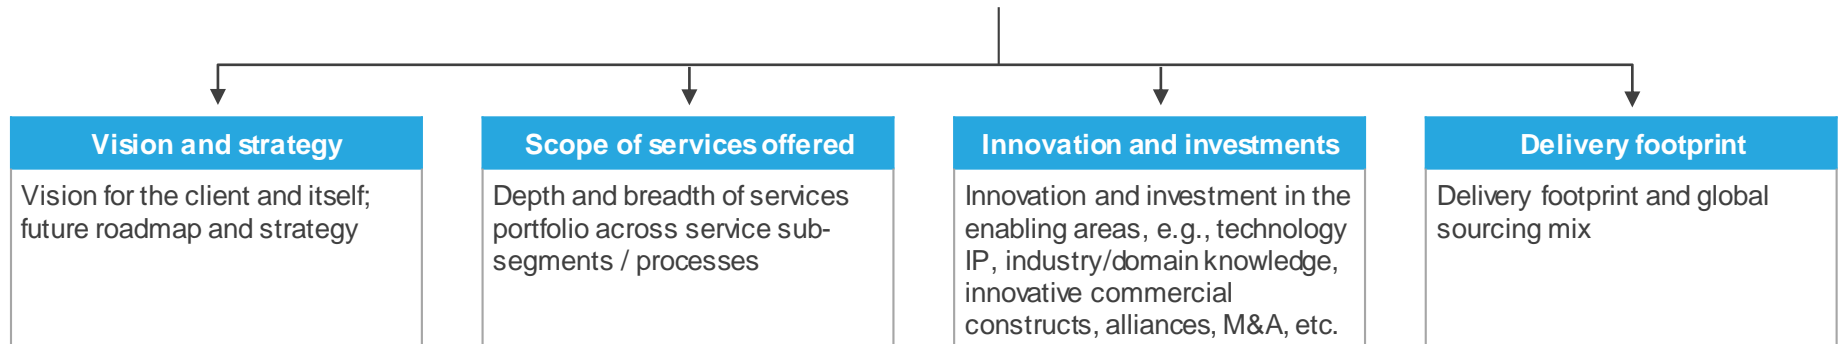 Vision and strategy
Vision for the client and itself;
future roadmap and strategy
Scope of services offered
Depth and breadth of services
portfolio across service sub-
segments / processes
Innovation and investments
Innovation and investment in the
enabling areas, e.g., technology
IP, industry/domain knowledge,
innovative commercial
constructs, alliances, M&A, etc.
Delivery footprint
Delivery footprint and global
sourcing mix